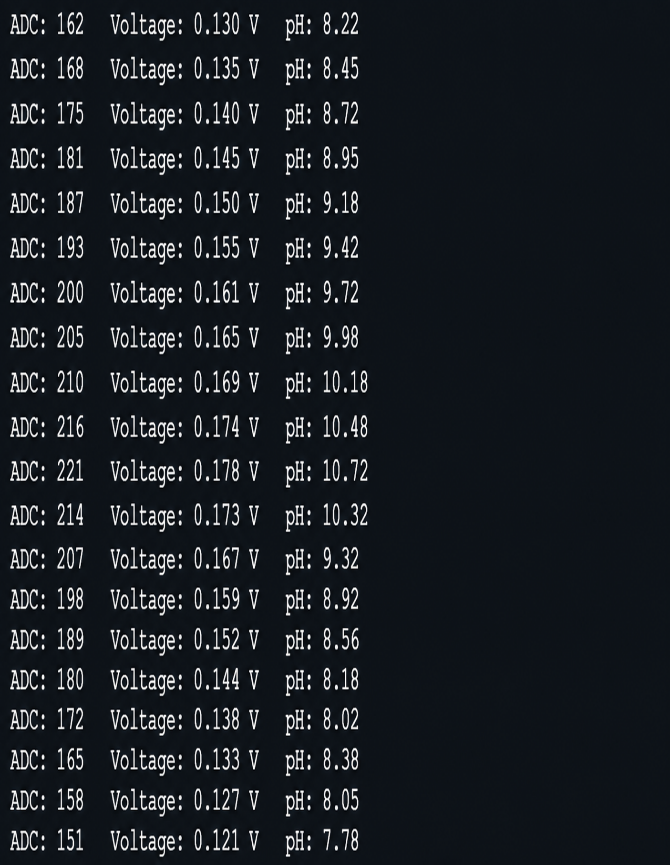 ADC: 162 Voltage: 0.130 V pH: 8.22
ADC: 168 Voltage: 0.135 V pH: 8.45
ADC: 175 Voltage: 0.140 V pH: 8.72
ADC: 181 Voltage: 0.145 V pH: 8.95
ADC: 187 Voltage: 0.150 V pH: 9.18
ADC: 193 Voltage: 0.155 V pH: 9.42
ADC: 200 Voltage: 0.161 V pH: 9.72
ADC: 205 Voltage: 0.165 V pH: 9.98
ADC: 210 Voltage: 0.169 V pH: 10.18
ADC: 216 Voltage: 0.174 V pH: 10.48
ADC: 221 Voltage: 0.178 V pH: 10.72
ADC: 214 Voltage: 0.173 V pH: 10.32
ADC: 207 Voltage: 0.167 V pH: 9.32
ADC: 198 Voltage: 0.159 V pH: 8.92
ADC: 189 Voltage: 0.152 V pH: 8.56
ADC: 180 Voltage: 0.144 V pH: 8.18
ADC: 172 Voltage: 0.138 V pH: 8.02
ADC: 165 Voltage: 0.133 V pH: 8.38
ADC: 158 Voltage: 0.127 V pH: 8.05
ADC: 151 Voltage: 0.121 V pH: 7.78